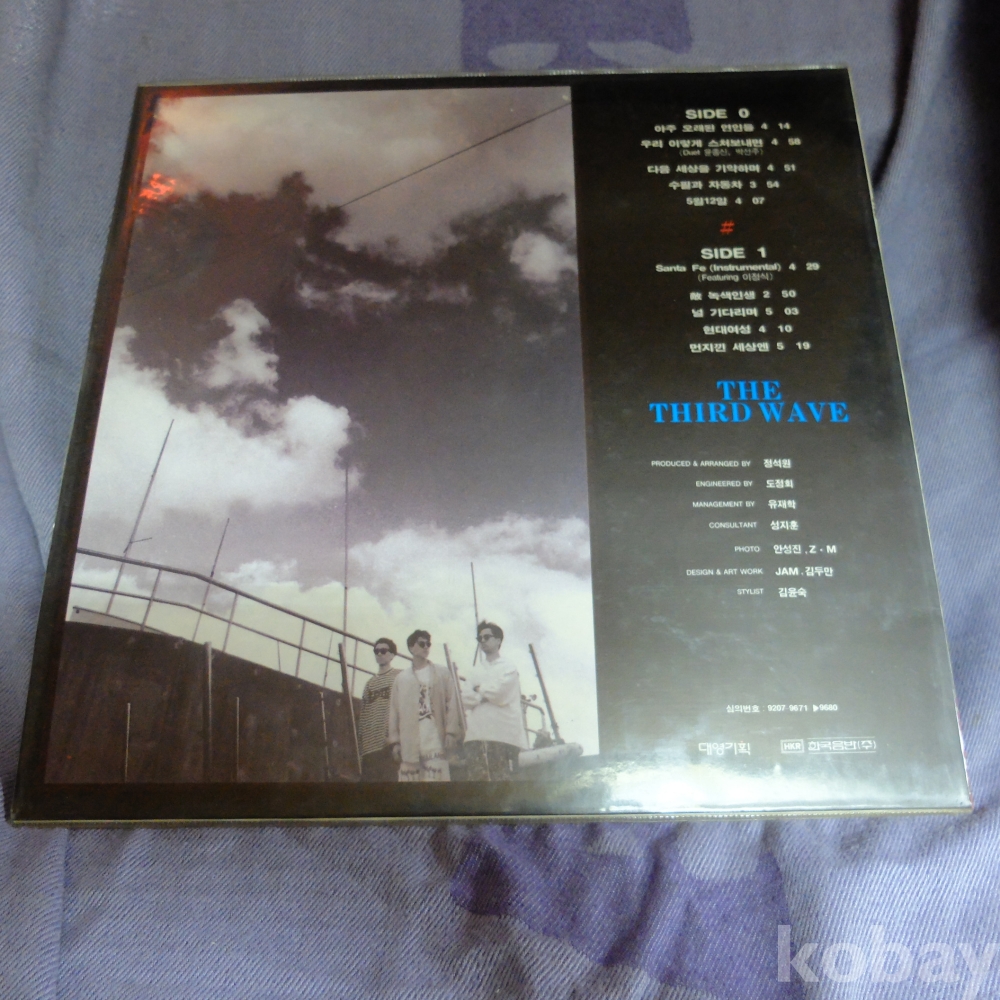 SIDE 0
아주 오래된 연인들 4 14
우리 이렇게 스쳐보내면 4 58
(Duet 윤종신, 박선주)
다음 세상을 기약하며 4 51
수필과 자동차 3 54
5월12일 4 07
#
SIDE 1
Santa Fe (Instrumental) 4 29
(Featuring 이정식)
敵 녹색인생 2 50
널 기다리며 5 03
현대여성 4 10
먼지낀 세상엔 5 19
THE
THIRD WAVE
PRODUCED & ARRANGED BY 정석원
ENGINEERED BY 도정회
MANAGEMENT BY 유재학
CONSULTANT 성지훈
PHOTO 안성진 . Z - M
DESIGN & ART WORK JAM . 김두만
STYLIST 김윤숙
심의번호 9207-9671 ▶9680
대영기획 HKR 한국음반(주)
kobay